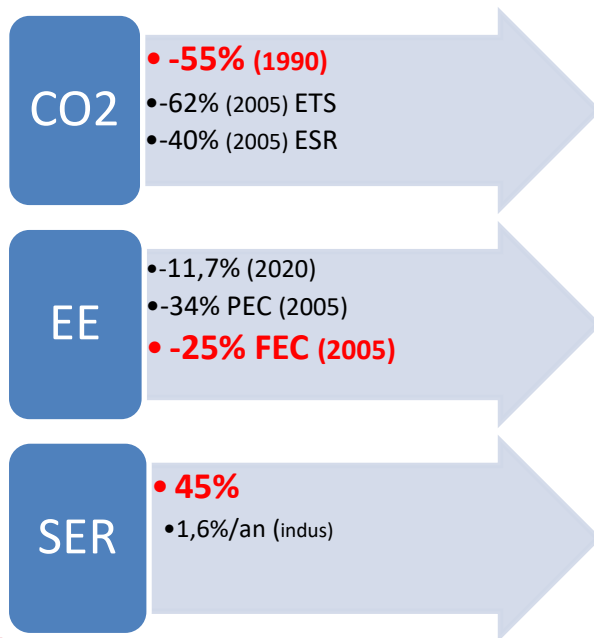 CO2
• -55% (1990)
•-62% (2005) ETS
•-40% (2005) ESR
EE
•-11,7% (2020)
•-34% PEC (2005)
• -25% FEC (2005)
SER
• 45%
•1,6%/an (indus)